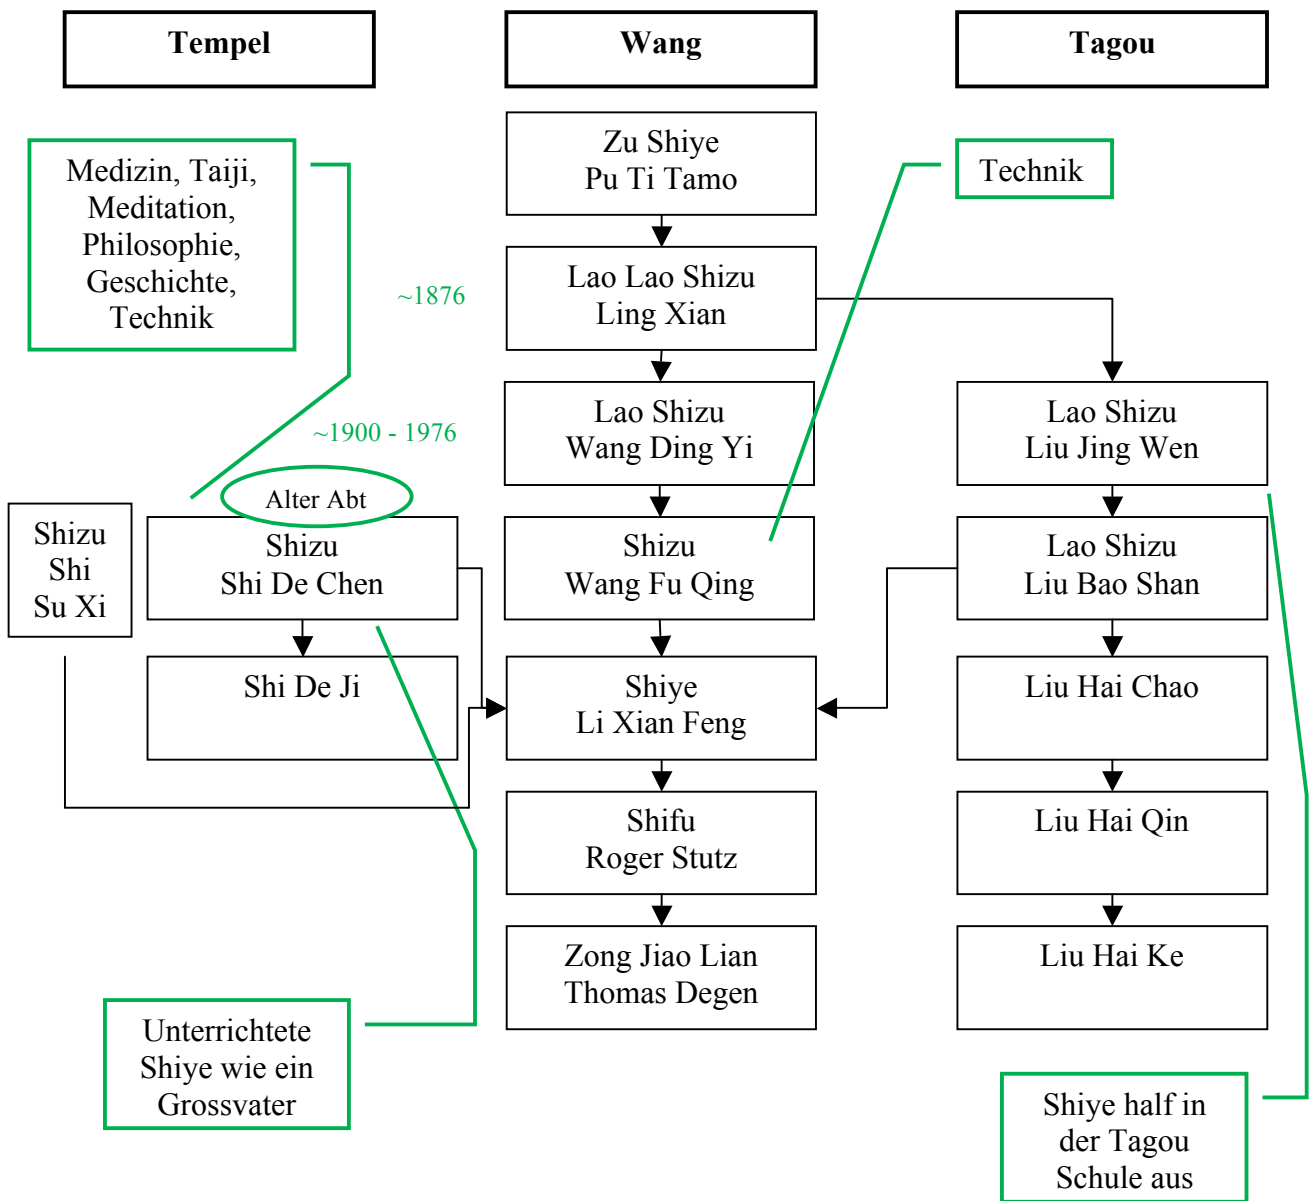 Tempel
Wang
Tagou
Zu Shiye
Pu Ti Tamo
Medizin, Taiji,
Meditation,
Philosophie,
Geschichte,
Technik
Technik
~1876
Lao Lao Shizu
Ling Xian
~1900 - 1976
Lao Shizu
Wang Ding Yi
Lao Shizu
Liu Jing Wen
Alter Abt
Shizu
Shi
Su Xi
Shizu
Shi De Chen
Shizu
Wang Fu Qing
Lao Shizu
Liu Bao Shan
Shi De Ji
Shiye
Li Xian Feng
Liu Hai Chao
Shifu
Roger Stutz
Liu Hai Qin
Zong Jiao Lian
Thomas Degen
Liu Hai Ke
Unterrichtete
Shiye wie ein
Grossvater
Shiye half in
der Tagou
Schule aus